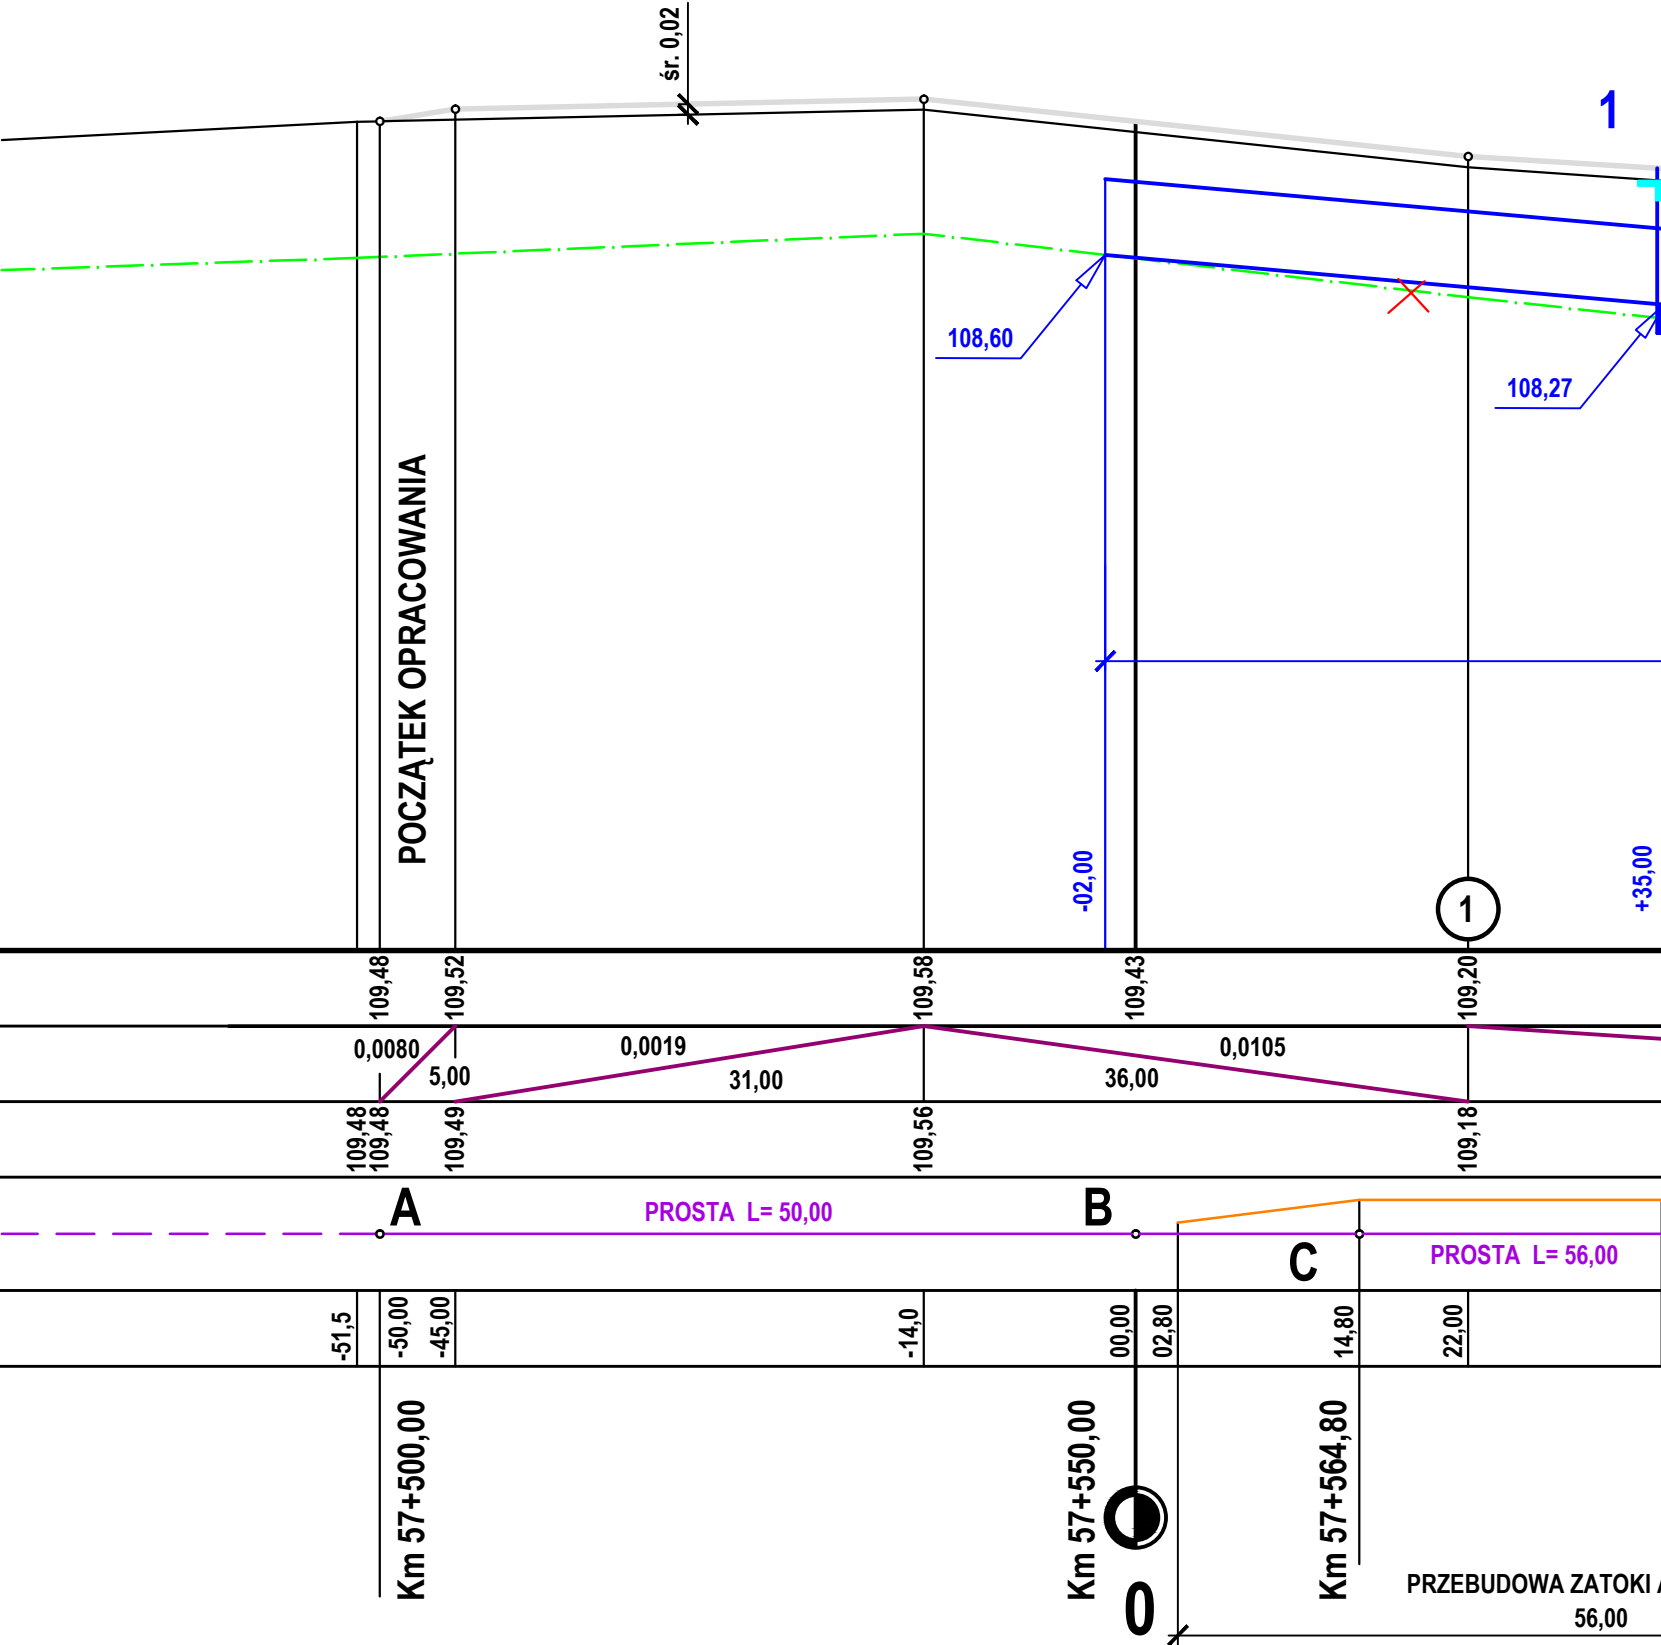 śr. 0,02
1
108,60
108,27
POCZĄTEK OPRACOWANIA
-02,00
+35,00
1
109,48
109,52
109,58
109,43
109,20
0,0080
5,00
0,0019
31,00
0,0105
36,00
109,48
109,48
109,49
109,56
109,18
A
PROSTA L= 50,00
B
C
PROSTA L= 56,00
-51,5
-50,00
-45,00
-14,0
00,00
02,80
14,80
22,00
Km 57+500,00
Km 57+550,00
Km 57+564,80
0
PRZEBUDOWA ZATOKI
56,00